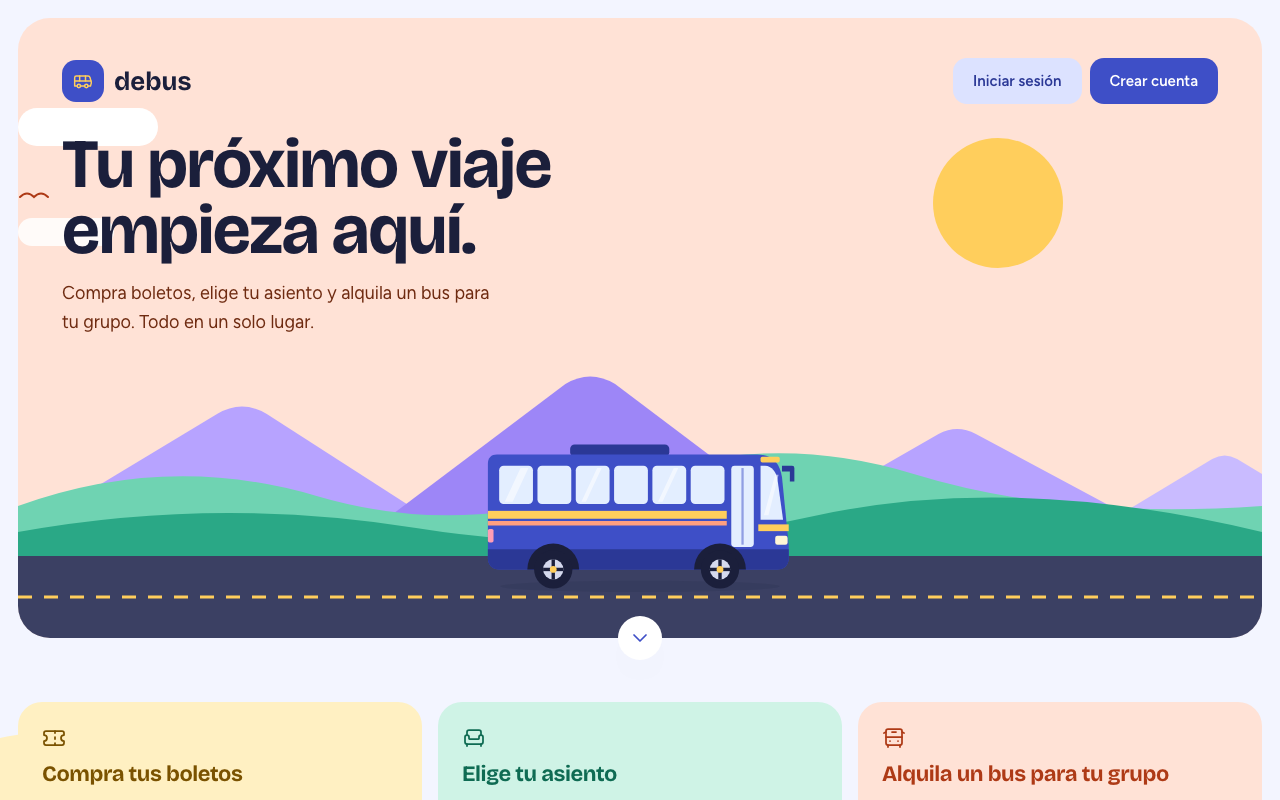 debus
Iniciar sesión
Crear cuenta
Tu próximo viaje
empieza aquí.
Compra boletos, elige tu asiento y alquila un bus para
tu grupo. Todo en un solo lugar.
Compra tus boletos
Elige tu asiento
Alquila un bus para tu grupo